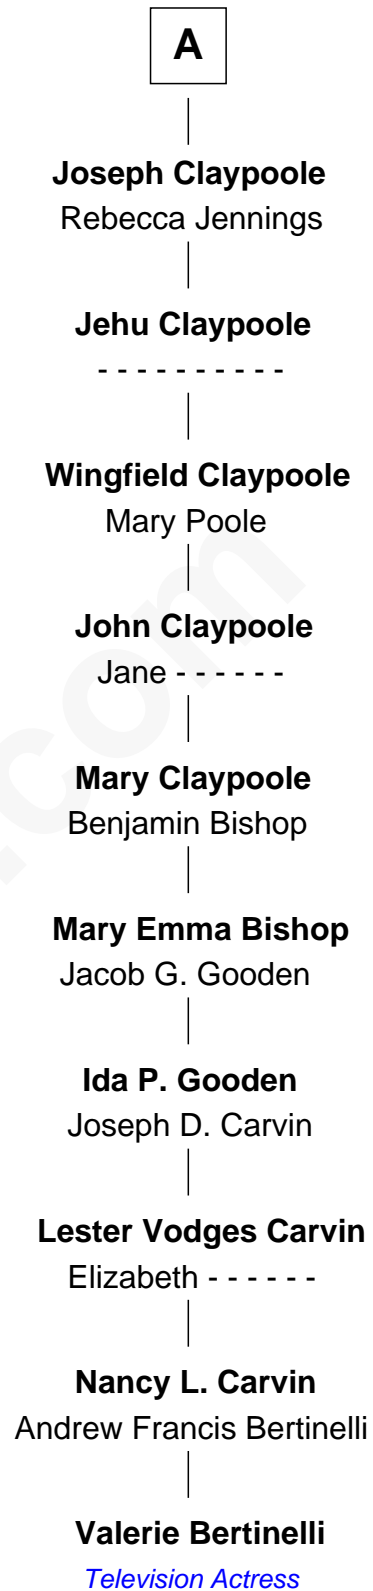 A
Joseph Claypoole
Rebecca Jennings
Jehu Claypoole
- - - - - - - - - -
Wingfield Claypoole
Mary Poole
John Claypoole
Jane - - - - - -
Mary Claypoole
Benjamin Bishop
Mary Emma Bishop
Jacob G. Gooden
Ida P. Gooden
Joseph D. Carvin
Lester Vodges Carvin
Elizabeth - - - - - -
Nancy L. Carvin
Andrew Francis Bertinelli
Valerie Bertinelli
Television Actress
.com